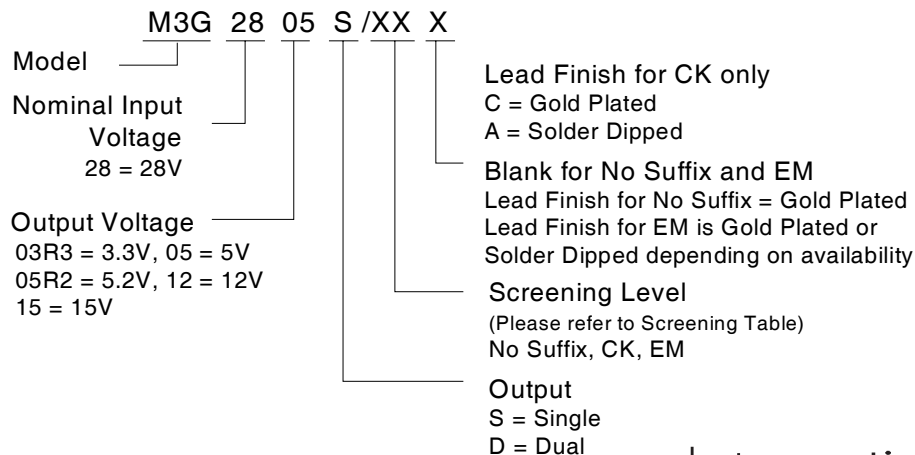 M3G 28 05 S /XX X
Model
Nominal Input
Voltage
28 = 28V
Output Voltage
03R3 = 3.3V, 05 = 5V
05R2 = 5.2V, 12 = 12V
15 = 15V
Lead Finish for CK only
C = Gold Plated
A = Solder Dipped
Blank for No Suffix and EM
Lead Finish for No Suffix = Gold Plated
Lead Finish for EM is Gold Plated or
Solder Dipped depending on availability
Screening Level
(Please refer to Screening Table)
No Suffix, CK, EM
Output
S = Single
D = Dual